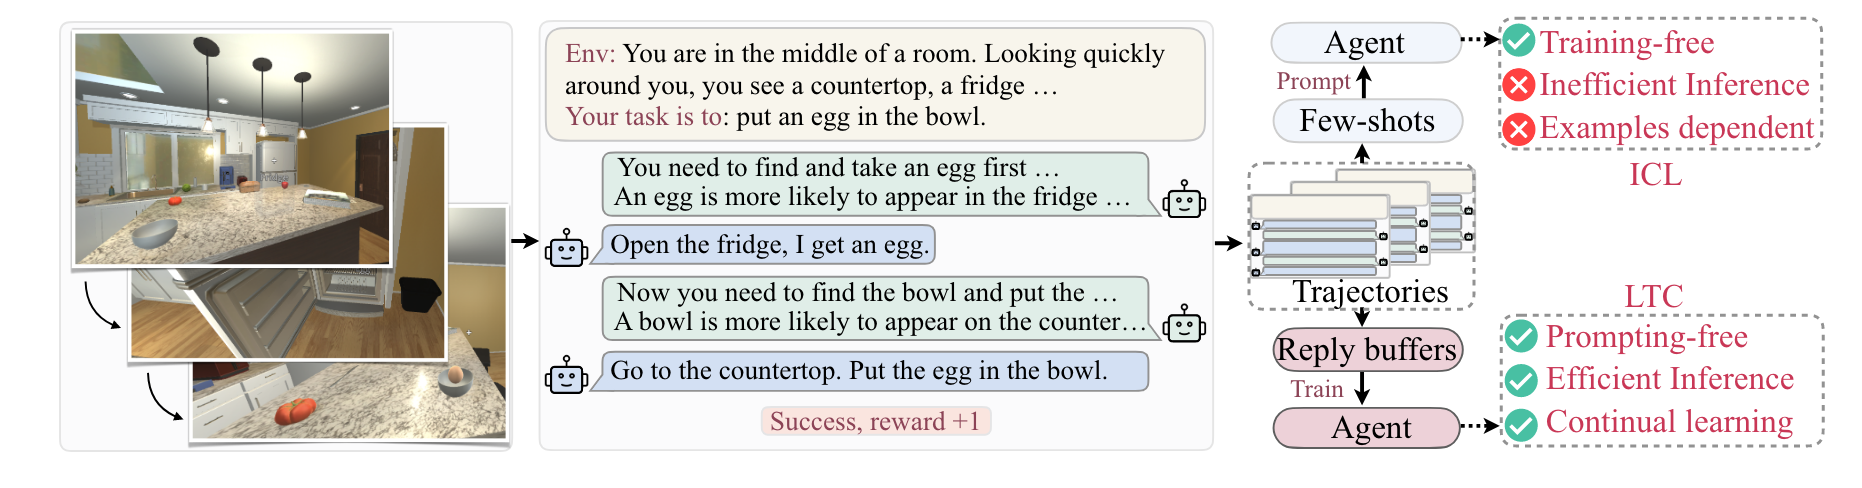 Env: You are in the middle of a room. Looking quickly
around you, you see a countertop, a fridge …
Your task is to: put an egg in the bowl.
You need to find and take an egg first …
An egg is more likely to appear in the fridge …
Open the fridge, I get an egg.
Now you need to find the bowl and put the …
A bowl is more likely to appear on the counter…
Go to the countertop. Put the egg in the bowl.
Success, reward +1
Agent
Prompt
Few-shots
Trajectories
Reply buffers
Train
Agent
Training-free
Inefficient Inference
Examples dependent
ICL
LTC
Prompting-free
Efficient Inference
Continual learning